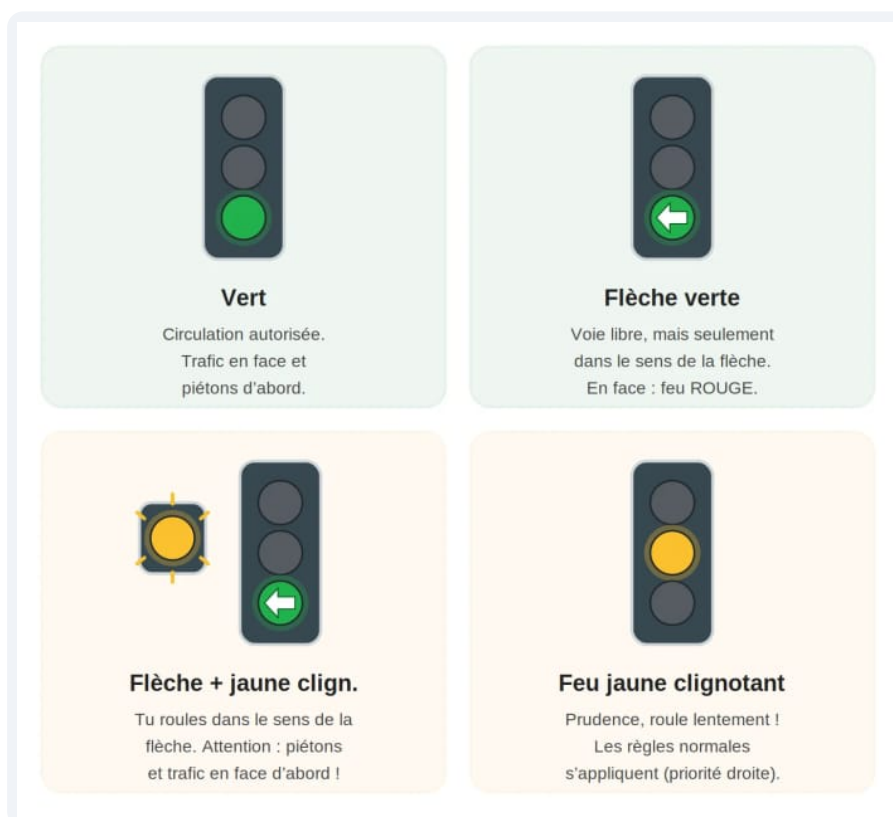 Vert
Circulation autorisée.
Trafic en face et
piétons d’abord.
Flèche verte
Voie libre, mais seulement
dans le sens de la flèche.
En face : feu ROUGE.
Flèche + jaune clign.
Tu roules dans le sens de la
flèche. Attention : piétons
et trafic en face d’abord !
Feu jaune clignotant
Prudence, roule lentement !
Les règles normales
s’appliquent (priorité droite).